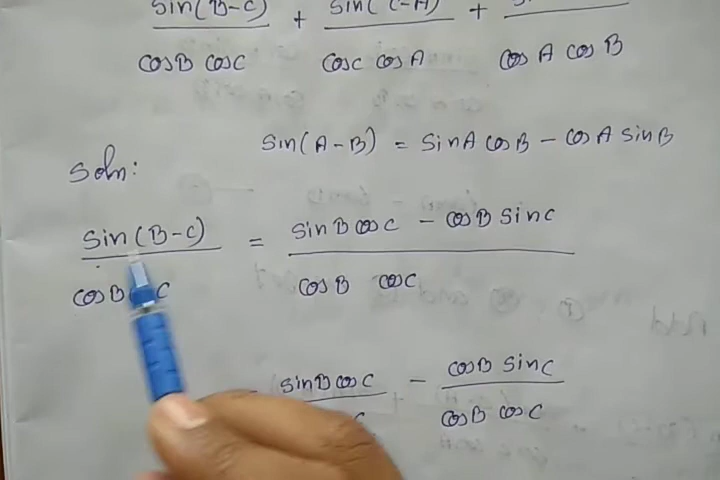 sin(B-C) + sin(C-A) +
cosB cosC cosC cosA cosA cosB
sin(A-B) = sinA cosB - cosA sinB
Soln:
sin(B-C) = sinB cosC - cosB sinC
cosB C cosB cosC
sinB cosC - cosB sinC
cosB cosC